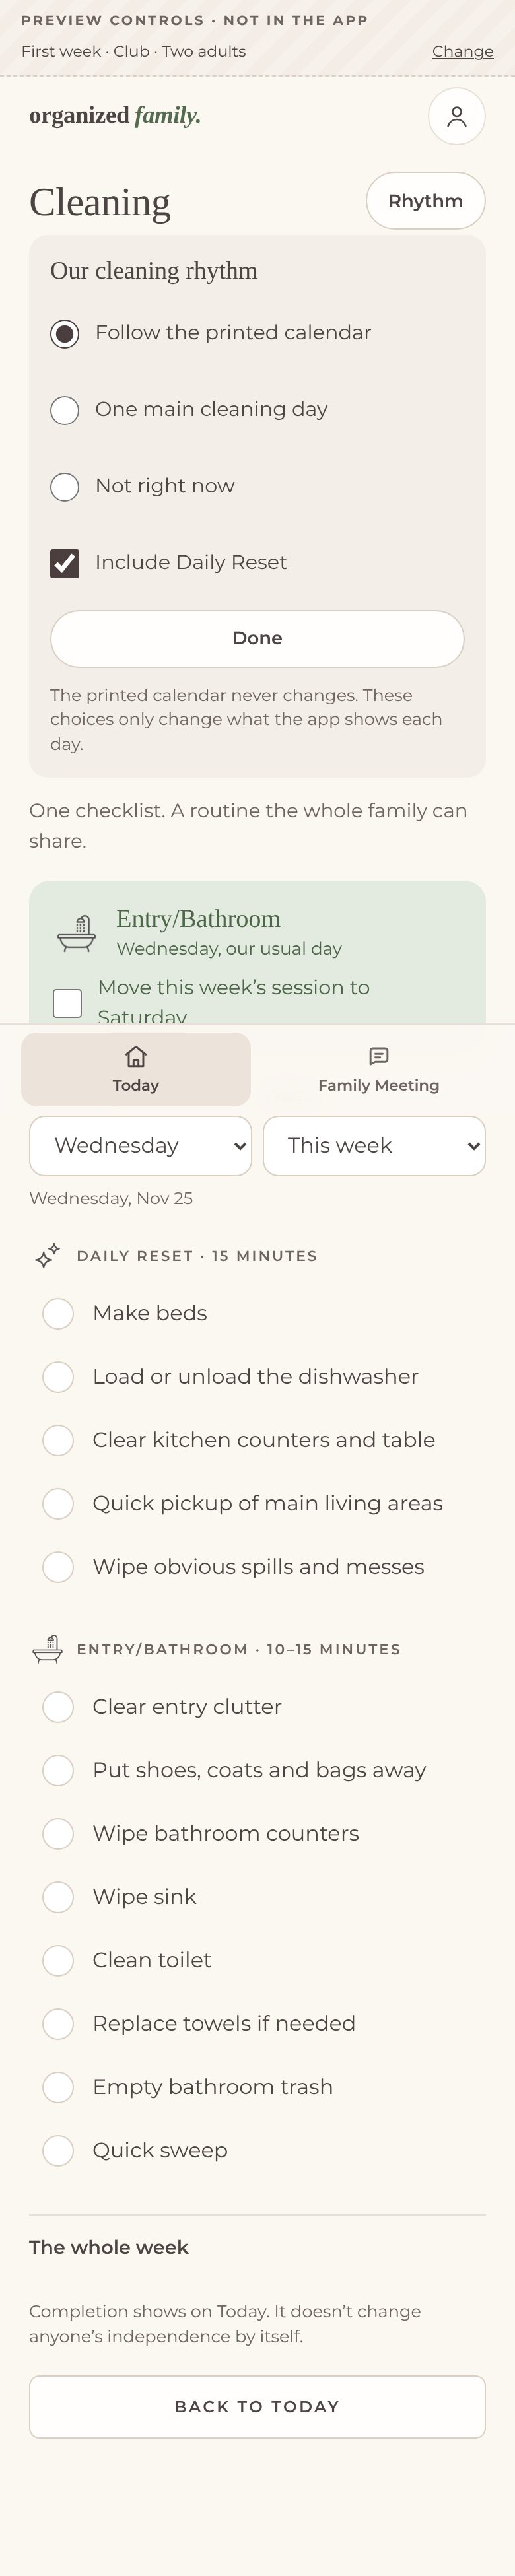 PREVIEW CONTROLS · NOT IN THE APP
First week · Club · Two adults
Change
organized family.
Cleaning
Rhythm
Our cleaning rhythm
Follow the printed calendar
One main cleaning day
Not right now
Include Daily Reset
Done
The printed calendar never changes. These
choices only change what the app shows each
day.
One checklist. A routine the whole family can
share.
Entry/Bathroom
Wednesday, our usual day
Move this week’s session to
Saturday
Today
Family Meeting
Wednesday
This week
Wednesday, Nov 25
DAILY RESET · 15 MINUTES
Make beds
Load or unload the dishwasher
Clear kitchen counters and table
Quick pickup of main living areas
Wipe obvious spills and messes
ENTRY/BATHROOM · 10–15 MINUTES
Clear entry clutter
Put shoes, coats and bags away
Wipe bathroom counters
Wipe sink
Clean toilet
Replace towels if needed
Empty bathroom trash
Quick sweep
The whole week
Completion shows on Today. It doesn’t change
anyone’s independence by itself.
BACK TO TODAY